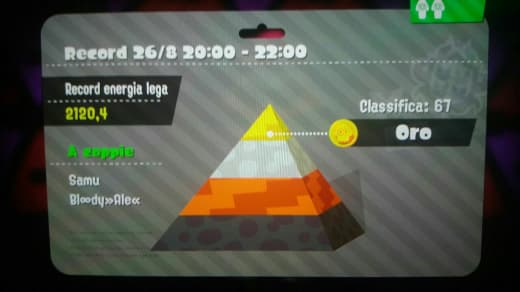 Record 26/8 20:00 - 22:00
Record energia lega
2120,4
A coppie
Samu
Bl∞dy»Ale«
Classifica: 67
Oro